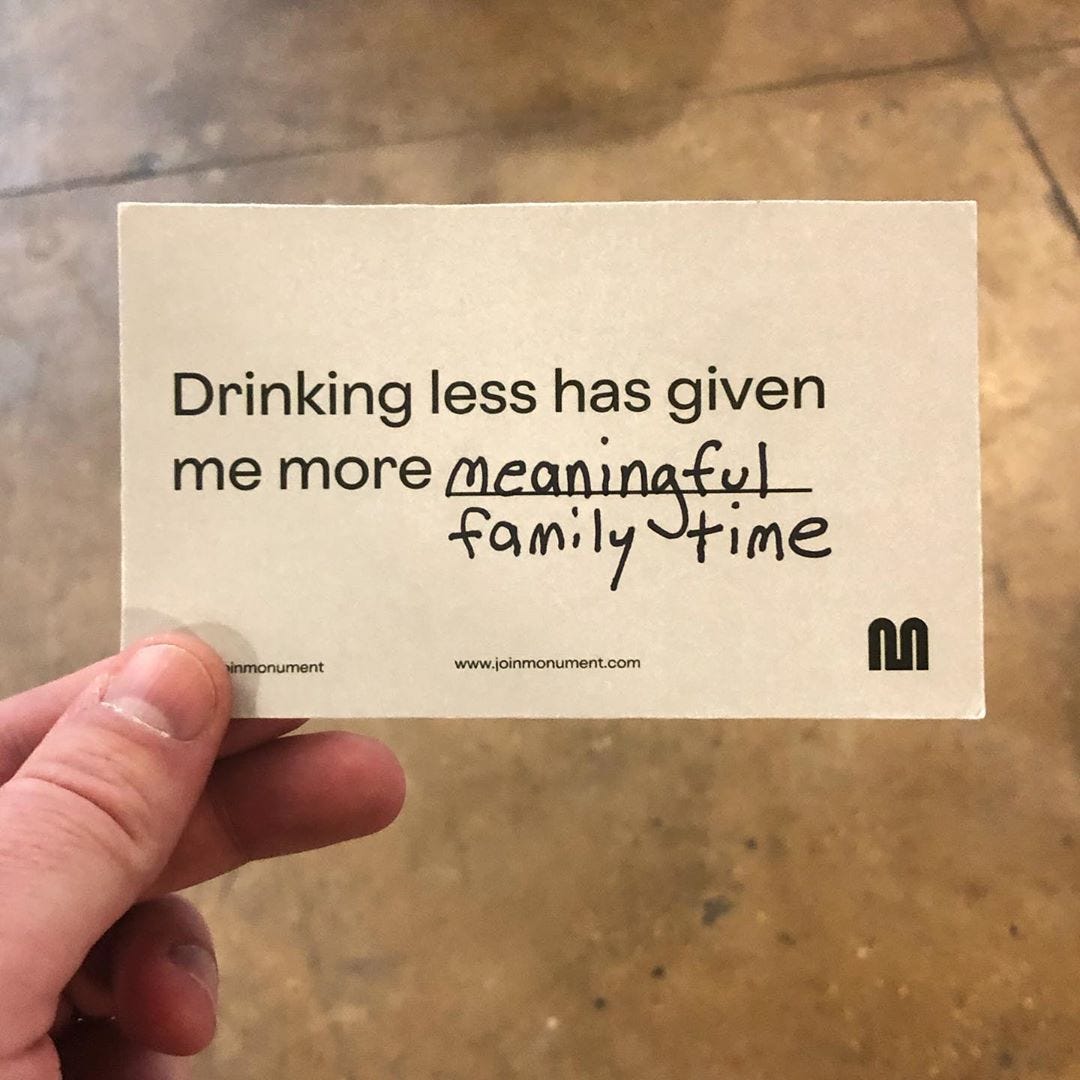 Drinking less has given
me more meaningful
family time
inmonument
www.joinmonument.com